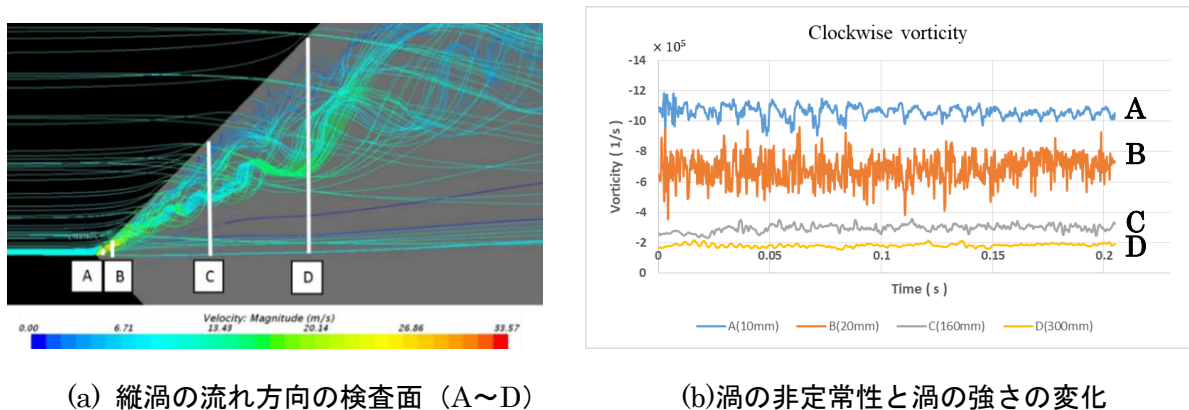 A
B
C
D
Velocity: Magnitude (m/s)
0.00 6.71 13.43 20.14 26.86 33.57
(a) 縦渦の流れ方向の検査面（A～D）
Clockwise vorticity
× 10⁵
-14
-12
-10
-8
-6
-4
-2
0
Vorticity ( 1/s )
A
B
C
D
0 0.05 0.1 0.15 0.2
Time ( s )
A(10mm) B(20mm) C(160mm) D(300mm)
(b)渦の非定常性と渦の強さの変化